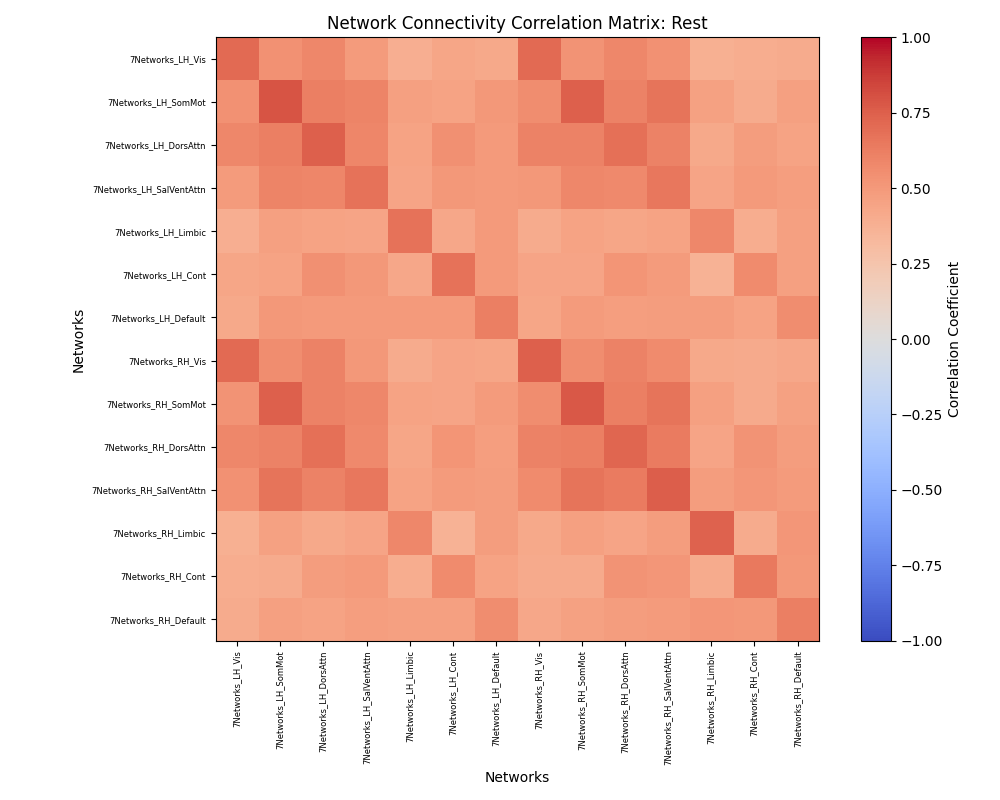 Network Connectivity Correlation Matrix: Rest
Networks
7Networks_LH_Vis
7Networks_LH_SomMot
7Networks_LH_DorsAttn
7Networks_LH_SalVentAttn
7Networks_LH_Limbic
7Networks_LH_Cont
7Networks_LH_Default
7Networks_RH_Vis
7Networks_RH_SomMot
7Networks_RH_DorsAttn
7Networks_RH_SalVentAttn
7Networks_RH_Limbic
7Networks_RH_Cont
7Networks_RH_Default
7Networks_LH_Vis
7Networks_LH_SomMot
7Networks_LH_DorsAttn
7Networks_LH_SalVentAttn
7Networks_LH_Limbic
7Networks_LH_Cont
7Networks_LH_Default
7Networks_RH_Vis
7Networks_RH_SomMot
7Networks_RH_DorsAttn
7Networks_RH_SalVentAttn
7Networks_RH_Limbic
7Networks_RH_Cont
7Networks_RH_Default
Networks
1.00
0.75
0.50
0.25
0.00
−0.25
−0.50
−0.75
−1.00
Correlation Coefficient